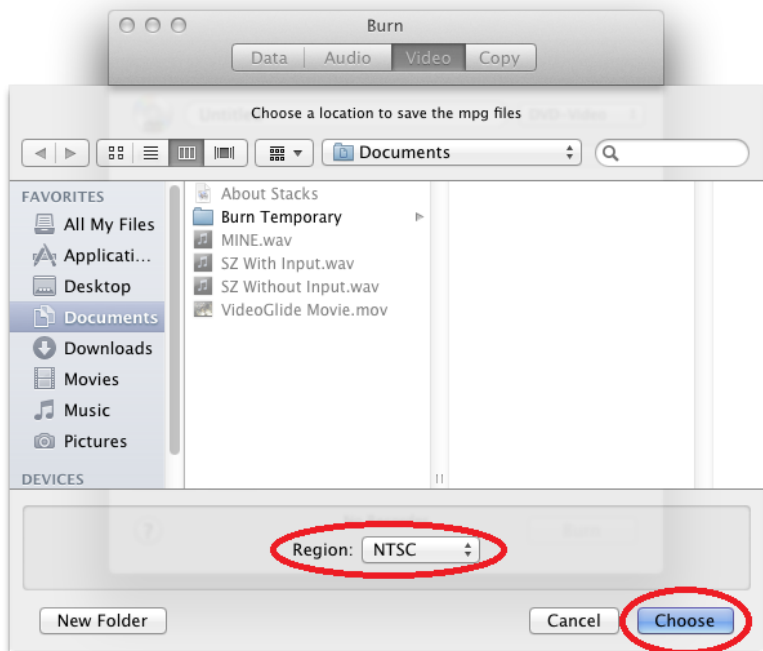 Burn
Data Audio Video Copy
Choose a location to save the mpg files
Documents
FAVORITES
All My Files
Applicati...
Desktop
Documents
Downloads
Movies
Music
Pictures
DEVICES
About Stacks
Burn Temporary
MINE.wav
SZ With Input.wav
SZ Without Input.wav
VideoGlide Movie.mov
Region: NTSC
New Folder Cancel Choose